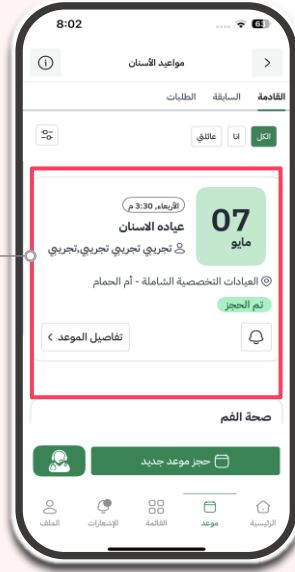 8:02
63
مواعيد الأسنان
القادمة السابقة الطلبات
الكل انا عائلتي
07
مايو
الأربعاء, 3:30 م
عياده الاسنان
تجريبي تجريبي تجريبي,تجريبي
العيادات التخصصية الشاملة - أم الحمام
تم الحجز
تفاصيل الموعد
صحة الفم
حجز موعد جديد
الرئيسية موعد القائمة الإشعارات الملف